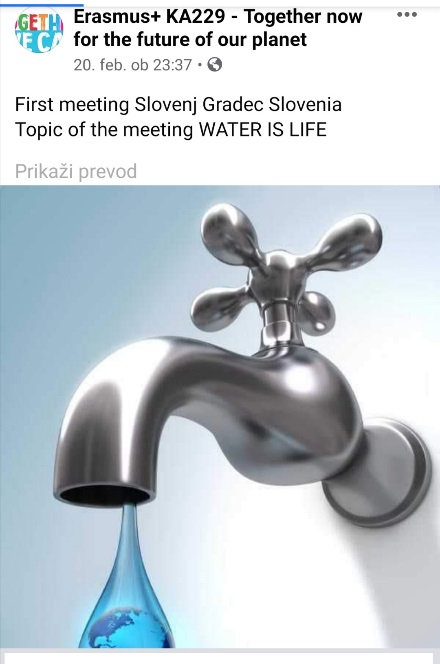 GETH
Erasmus+ KA229 - Together now
for the future of our planet
20. feb. ob 23:37 •
First meeting Slovenj Gradec Slovenia
Topic of the meeting WATER IS LIFE
Prikaži prevod